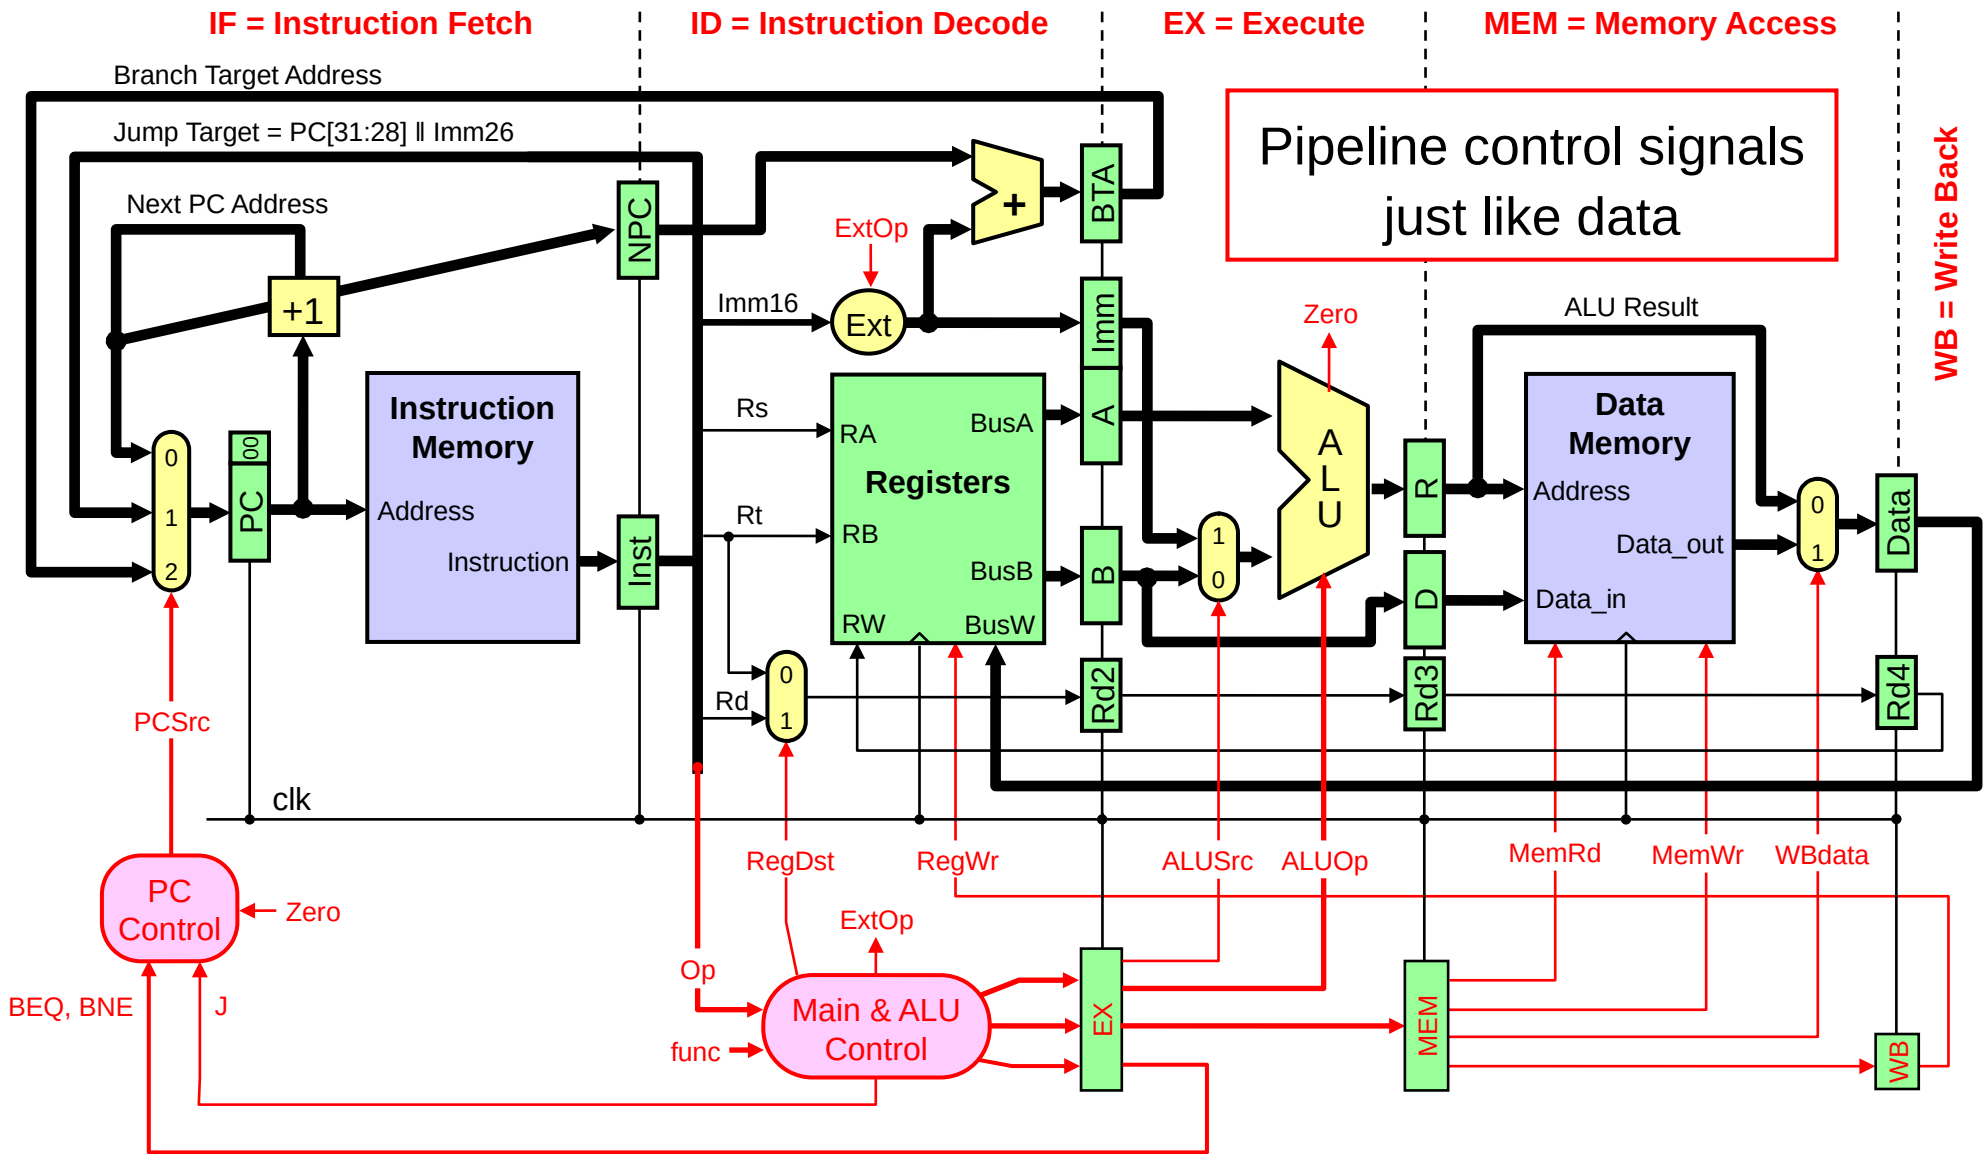 IF = Instruction Fetch
ID = Instruction Decode
EX = Execute
MEM = Memory Access
WB = Write Back
Branch Target Address
Jump Target = PC[31:28] ‖ Imm26
Next PC Address
Pipeline control signals
just like data
NPC
+1
+
BTA
ExtOp
Imm16
Ext
Imm
Zero
ALU Result
Instruction
Memory
Address
Instruction
0
1
2
00
PC
Inst
Rs
Rt
Rd
RA
BusA
Registers
RB
BusB
RW
BusW
A
B
0
1
Rd2
1
0
A
L
U
R
D
Rd3
Data
Memory
Address
Data_out
Data_in
0
1
Data
Rd4
PCSrc
clk
RegDst
RegWr
ALUSrc
ALUOp
MemRd
MemWr
WBdata
PC
Control
Zero
ExtOp
Op
BEQ, BNE
J
func
Main & ALU
Control
EX
MEM
WB